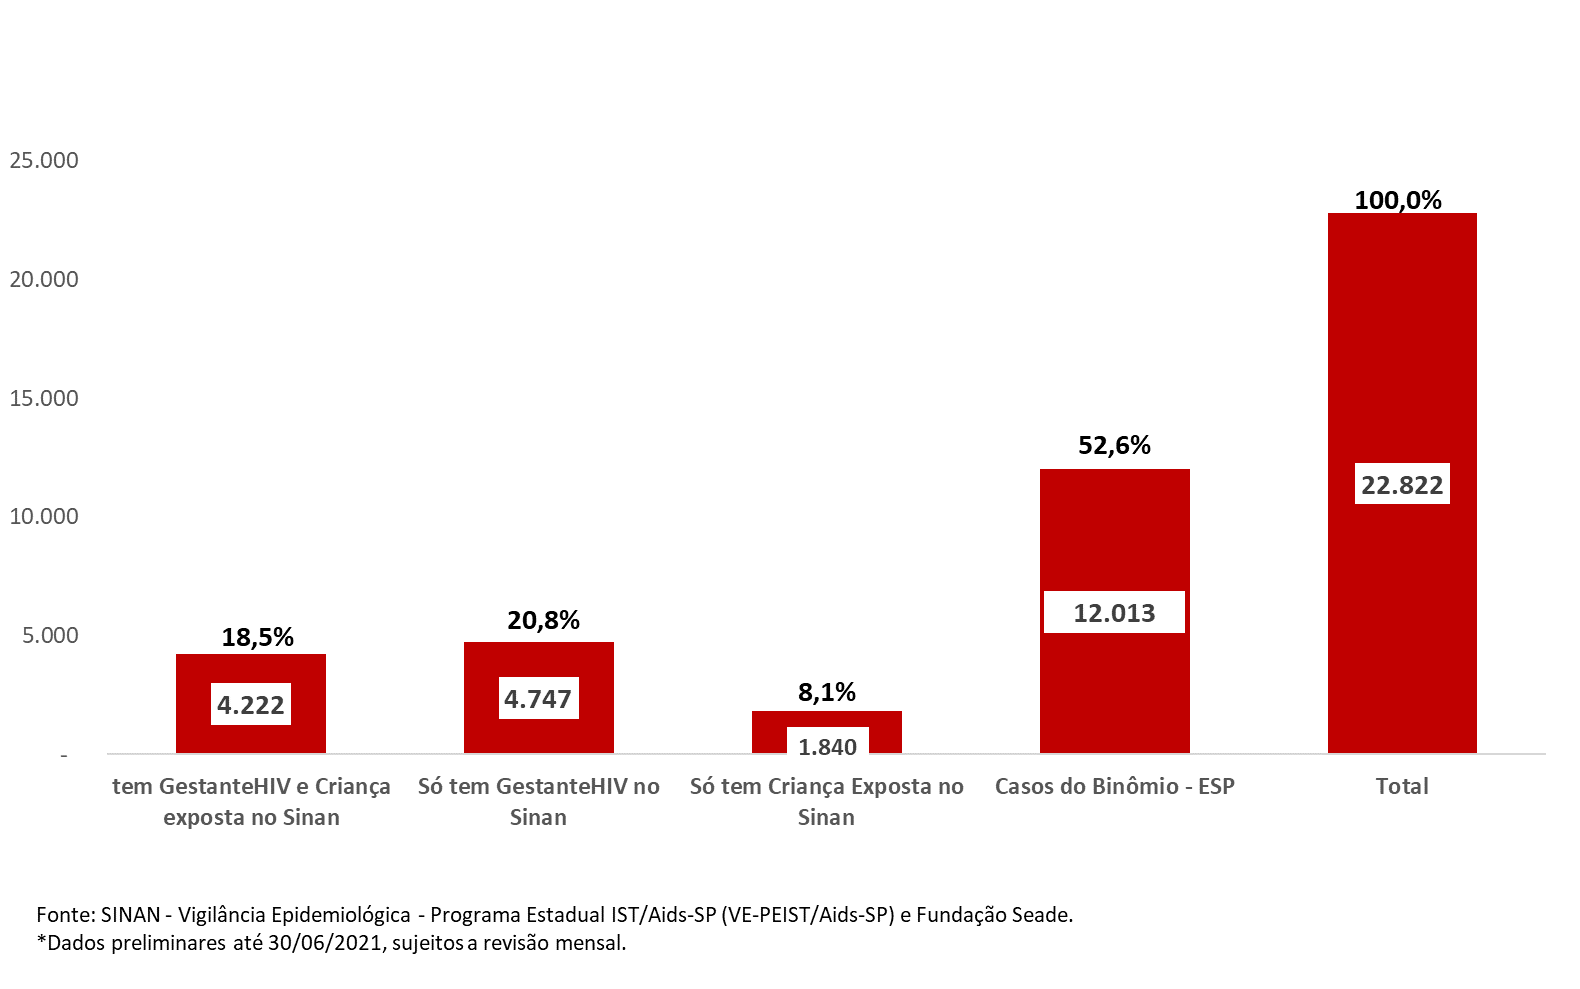 25.000
20.000
15.000
10.000
5.000
-
18,5%
4.222
20,8%
4.747
8,1%
1.840
52,6%
12.013
100,0%
22.822
tem GestanteHIV e Criança
exposta no Sinan
Só tem GestanteHIV no
Sinan
Só tem Criança Exposta no
Sinan
Casos do Binômio - ESP
Total
Fonte: SINAN - Vigilância Epidemiológica - Programa Estadual IST/Aids-SP (VE-PEIST/Aids-SP) e Fundação Seade.
*Dados preliminares até 30/06/2021, sujeitos a revisão mensal.